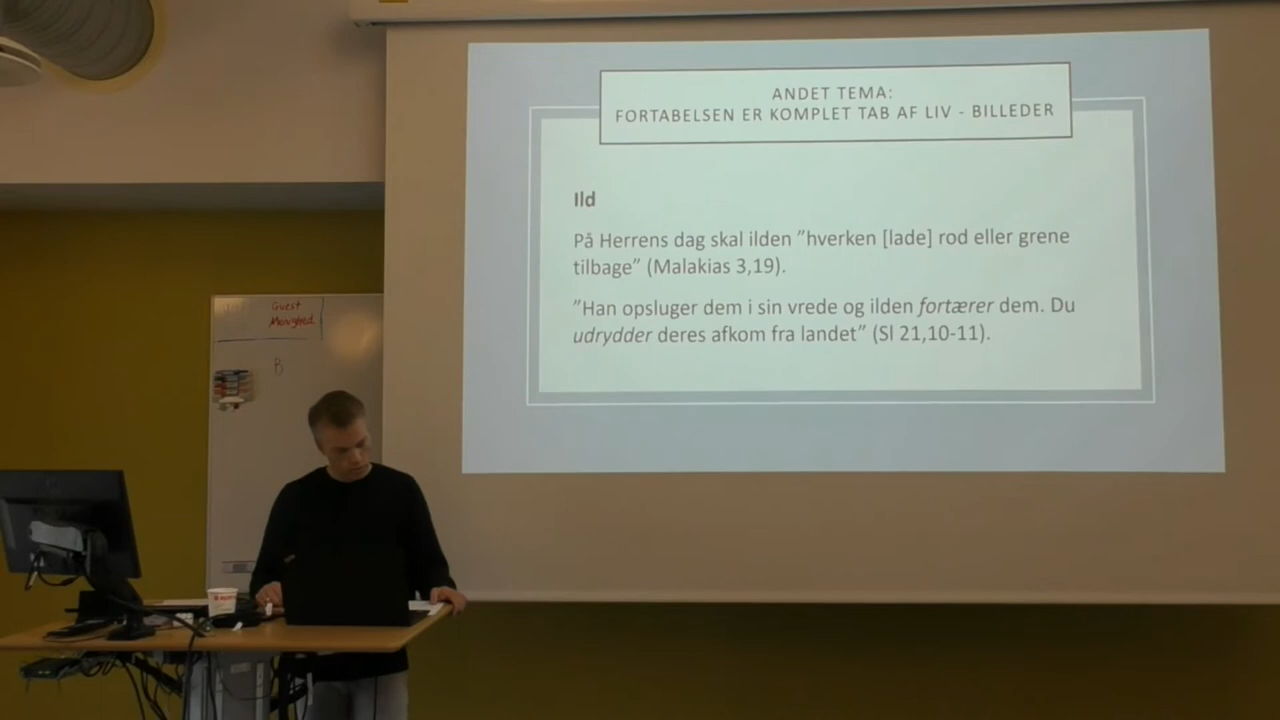 ANDET TEMA:
FORTABELSEN ER KOMPLET TAB AF LIV - BILLEDER
Ild
På Herrens dag skal ilden ”hverken [lade] rod eller grene
tilbage” (Malakias 3,19).
”Han opsluger dem i sin vrede og ilden fortærer dem. Du
udrydder deres afkom fra landet” (Sl 21,10-11).
Guest
B